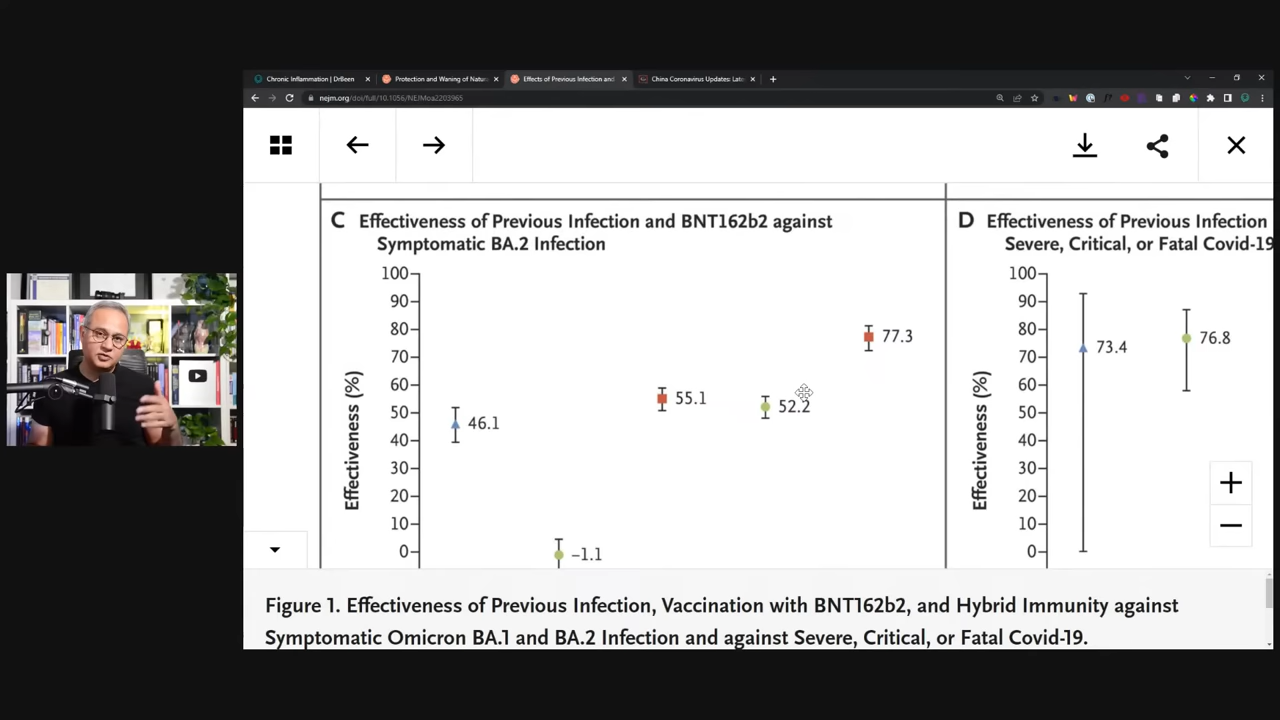 Chronic Inflammation | DrBeen
Protection and Waning of Natur
Effects of Previous Infection and
China Coronavirus Updates: Late
nejm.org/doi/full/10.1056/NEJMoa2203965
C Effectiveness of Previous Infection and BNT162b2 against
Symptomatic BA.2 Infection
D Effectiveness of Previous Infection
Severe, Critical, or Fatal Covid-19
Effectiveness (%)
100
90
80
70
60
50
40
30
20
10
0
46.1
–1.1
55.1
52.2
77.3
Effectiveness (%)
100
90
80
70
60
50
40
30
20
10
0
73.4
76.8
Figure 1. Effectiveness of Previous Infection, Vaccination with BNT162b2, and Hybrid Immunity against
Symptomatic Omicron BA.1 and BA.2 Infection and against Severe, Critical, or Fatal Covid-19.